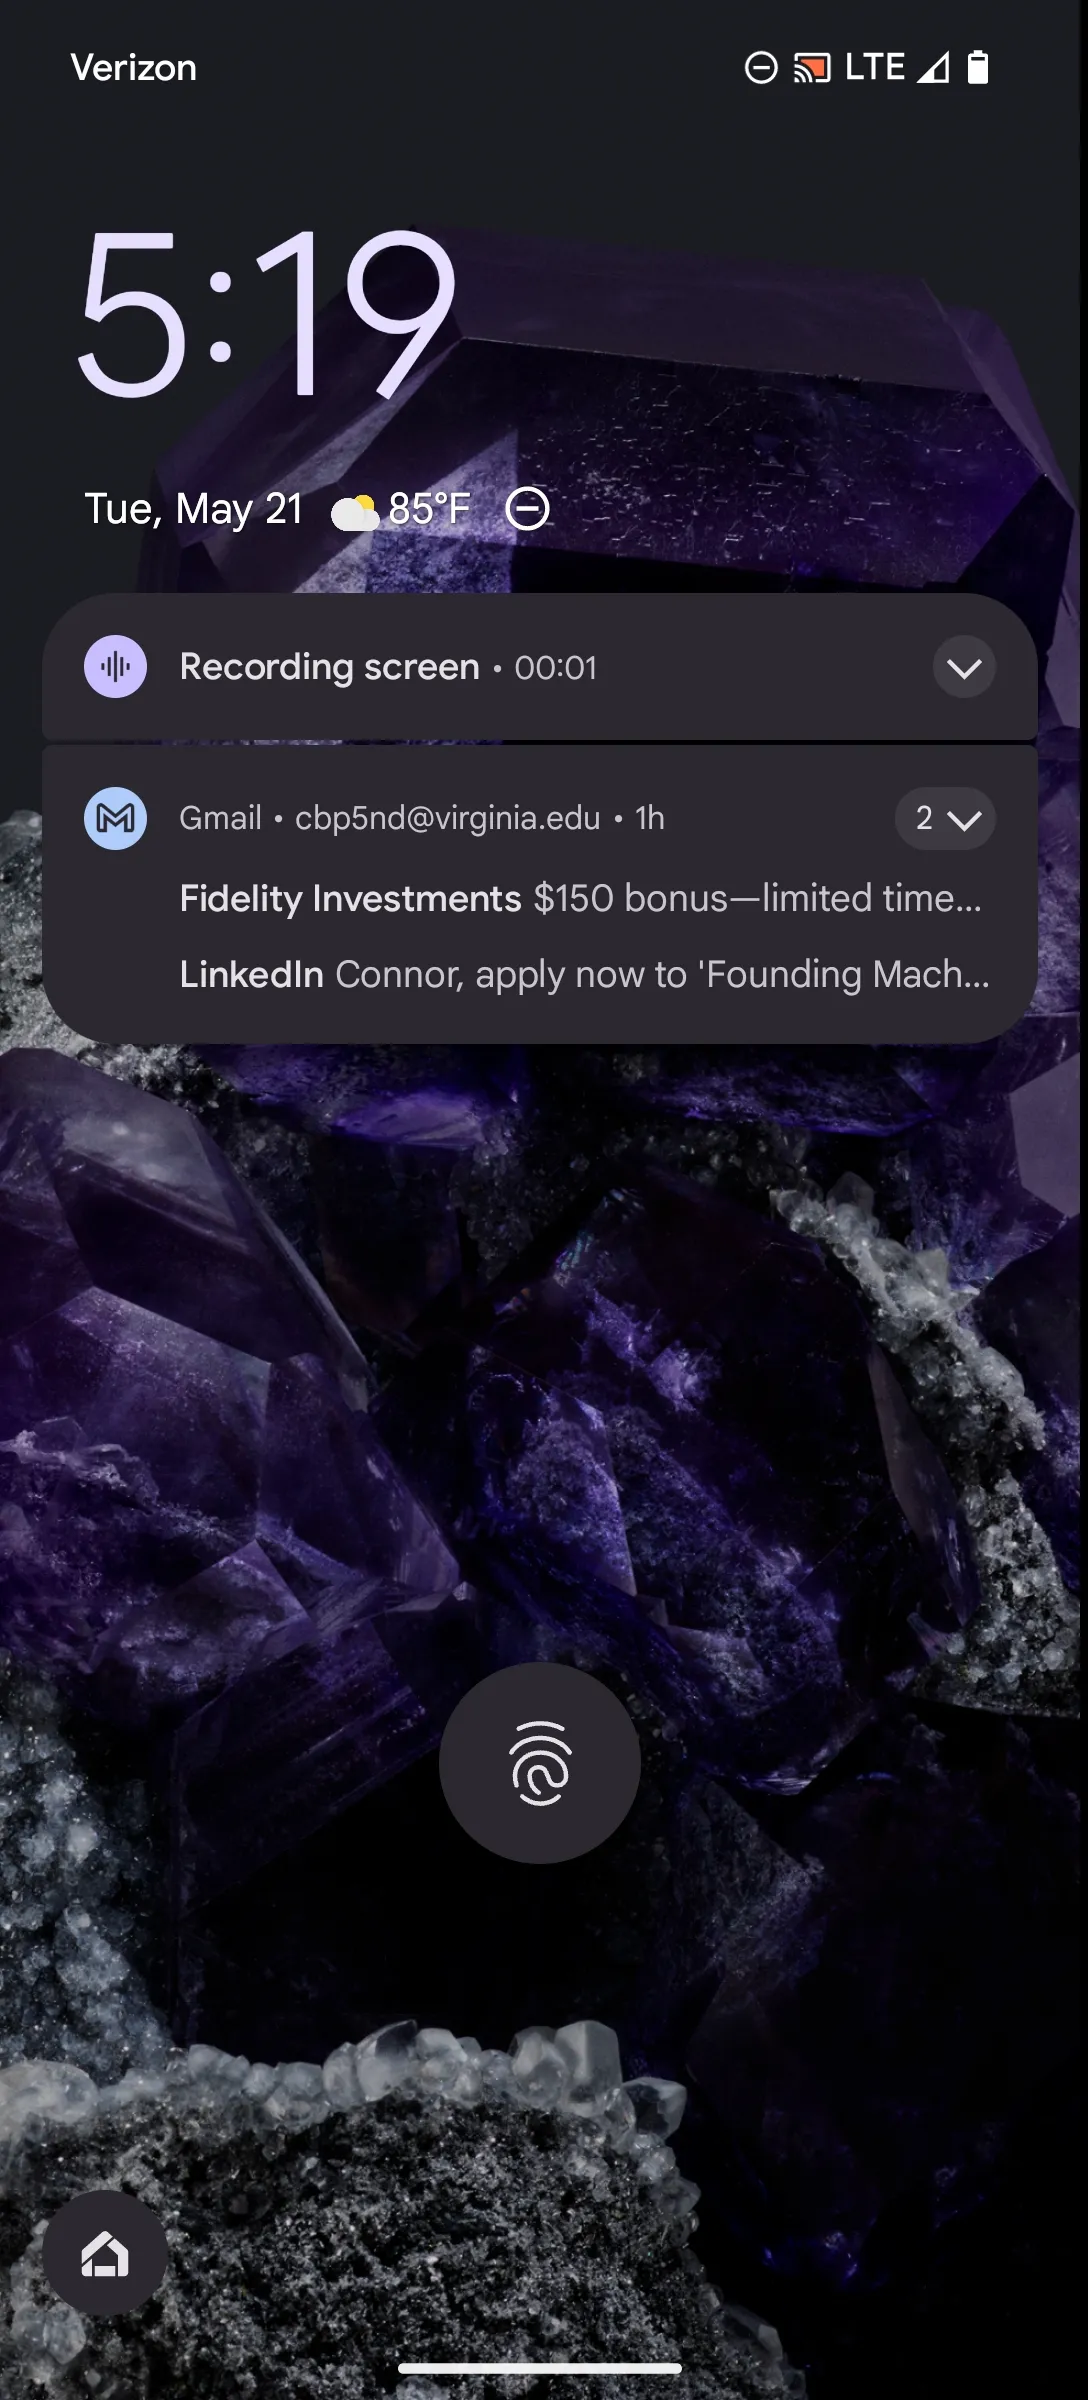 Verizon LTE
5:19
Tue, May 21 85°F
Recording screen • 00:01
Gmail • cbp5nd@virginia.edu • 1h 2
Fidelity Investments $150 bonus—limited time...
LinkedIn Connor, apply now to 'Founding Mach...